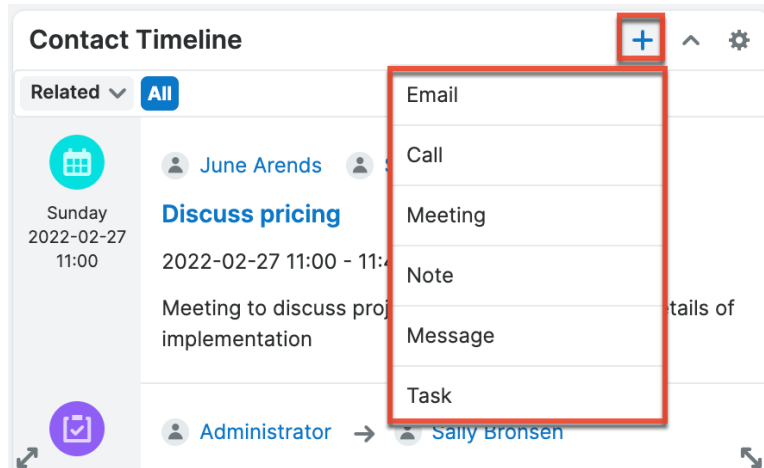 Contact Timeline
Related All
Email
Call
Meeting
Note
Message
Task
June Arends
Sunday
2022-02-27
11:00
Discuss pricing
2022-02-27 11:00 - 11:4
Meeting to discuss proj
tails of
implementation
Administrator → Sally Bronsen